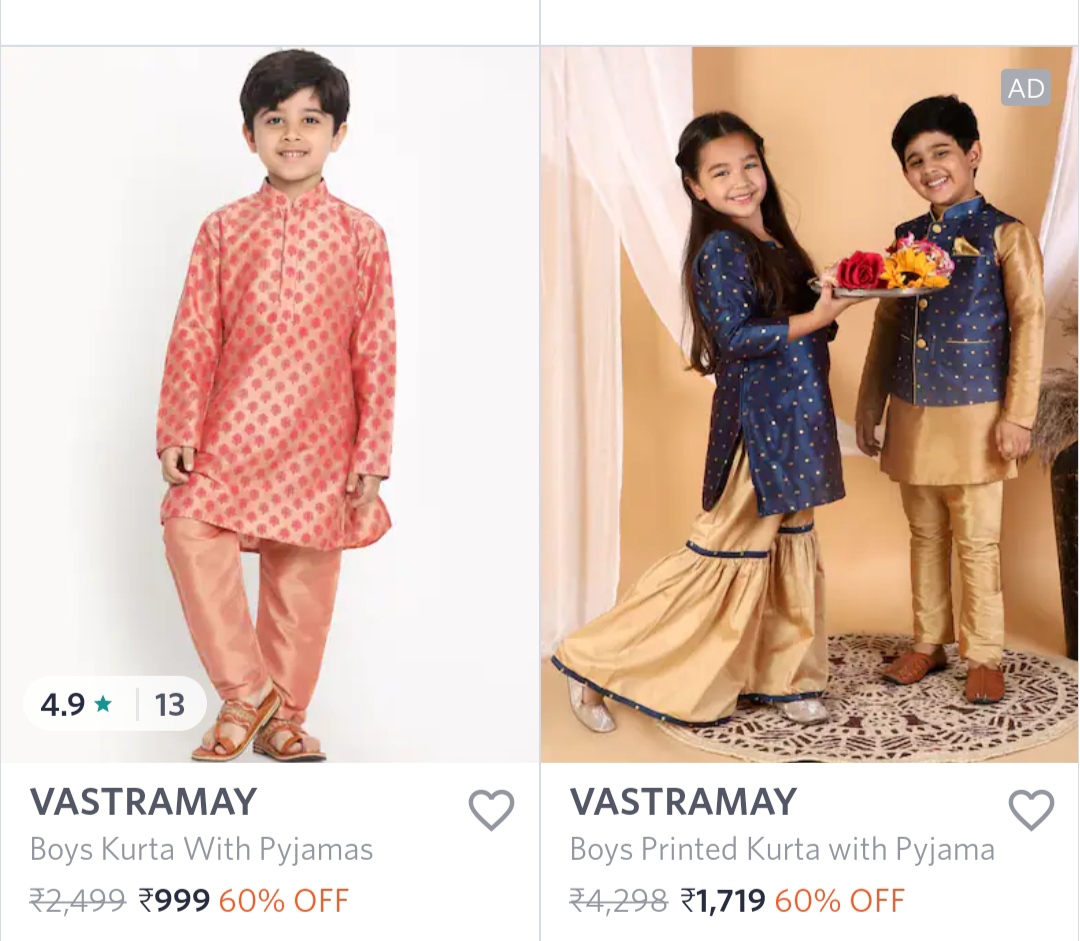 AD
4.9 ★ | 13
VASTRAMAY
Boys Kurta With Pyjamas
₹2,499 ₹999 60% OFF
VASTRAMAY
Boys Printed Kurta with Pyjama
₹4,298 ₹1,719 60% OFF